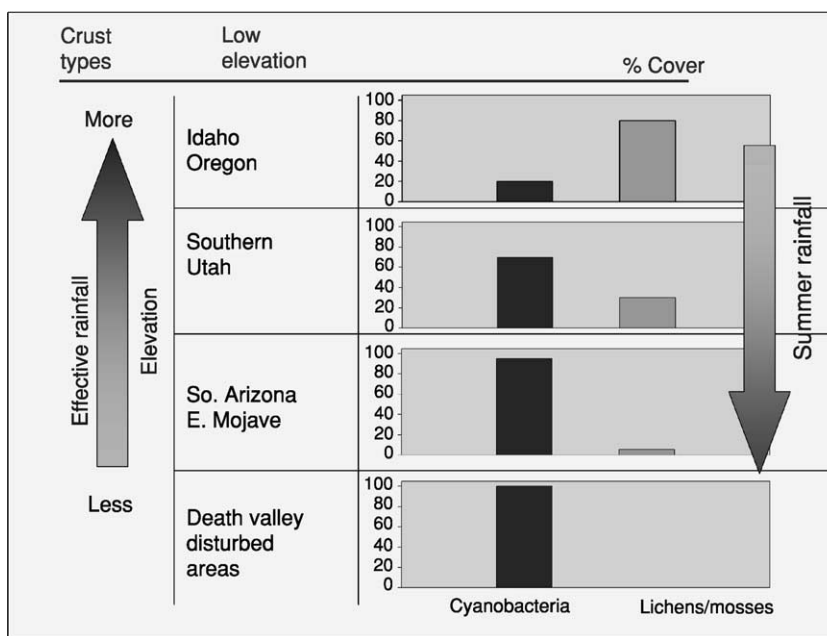 Crust
types
Low
elevation
% Cover
More
Effective rainfall
Elevation
Less
Idaho
Oregon
100
80
60
40
20
0
Southern
Utah
100
80
60
40
20
0
So. Arizona
E. Mojave
100
80
60
40
20
0
Death valley
disturbed
areas
100
80
60
40
20
0
Cyanobacteria
Lichens/mosses
Summer rainfall